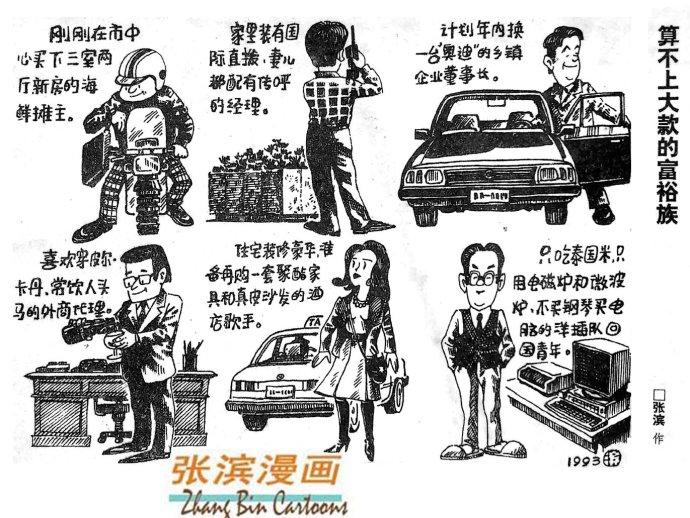 算不上大款的富裕族
刚刚在市中
心买下三室两
厅新房的海
鲜摊主。
家里装有国
际直拨，妻儿
都配有传呼
的经理。
计划年内换
一台“奥迪”的乡镇
企业董事长。
喜欢穿皮尔·
卡丹，常饮人头
马的外商代理。
住宅装修豪华，准
备再购一套聚酯家
具和真皮沙发的酒
店歌手。
TA
只吃泰国米，只
用电磁炉和微波
炉，不买钢琴买电
脑的洋插队回
国青年。
□张滨 作
1993
张滨漫画
Zhang Bin Cartoons